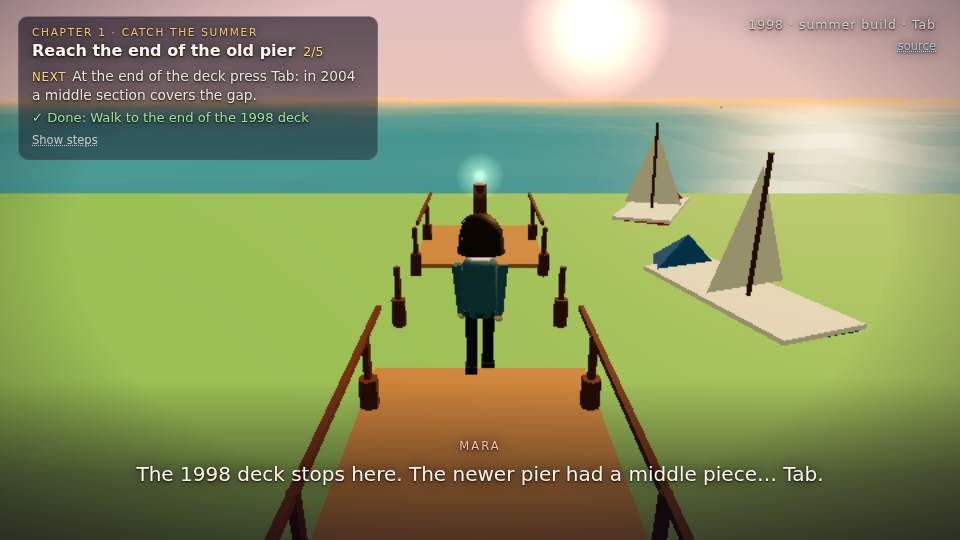 CHAPTER 1 · CATCH THE SUMMER
Reach the end of the old pier 2/5
NEXT At the end of the deck press Tab: in 2004
a middle section covers the gap.
✓ Done: Walk to the end of the 1998 deck
Show steps
1998 · summer build · Tab
source
MARA
The 1998 deck stops here. The newer pier had a middle piece… Tab.